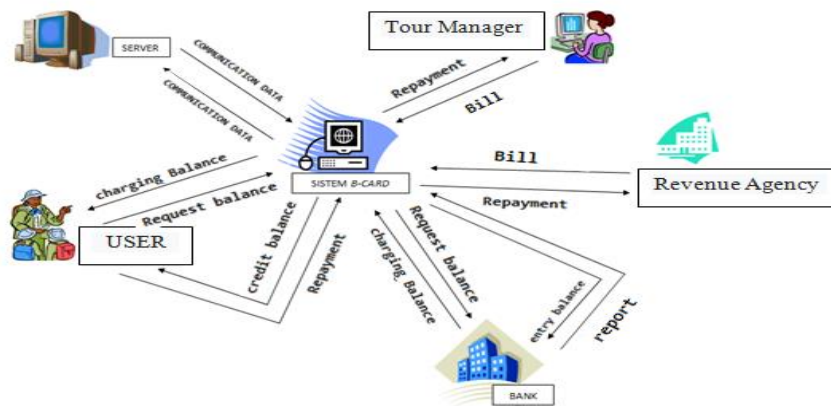 SERVER
COMMUNICATION DATA
COMMUNICATION DATA
Tour Manager
Repayment
Bill
SISTEM B-CARD
Bill
Repayment
Revenue Agency
charging Balance
Request balance
USER
credit balance
Repayment
Request balance
charging Balance
entry balance
report
BANK